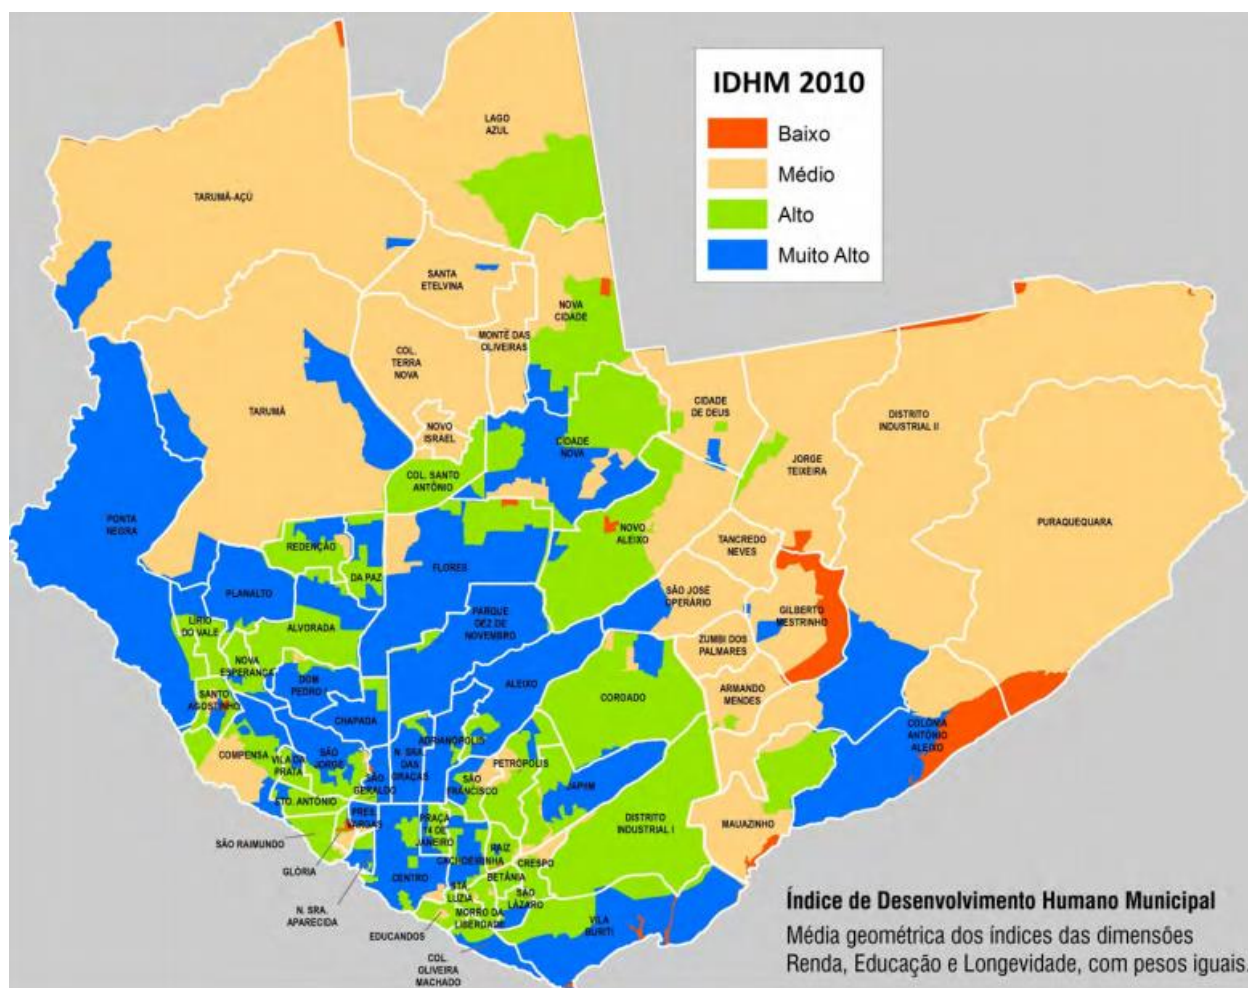 IDHM 2010
Baixo
Médio
Alto
Muito Alto
LAGO
AZUL
TARUMÃ-AÇÚ
SANTA
ETELVINA
NOVA
CIDADE
MONTE DAS
OLIVEIRAS
COL.
TERRA
NOVA
TARUMÃ
NOVO
ISRAEL
CIDADE
DE DEUS
DISTRITO
INDUSTRIAL II
CIDADE
NOVA
JORGE
TEIXEIRA
COL. SANTO
ANTÔNIO
PONTA
NEGRA
PURAQUEQUARA
NOVO
ALEIXO
TANCREDO
NEVES
REDENÇÃO
DA PAZ
FLORES
SÃO JOSÉ
OPERÁRIO
PLANALTO
GILBERTO
MESTRINHO
PARQUE
DEZ DE
NOVEMBRO
LÍRIO
DO VALE
ALVORADA
ZUMBI DOS
PALMARES
NOVA
ESPERANÇA
DOM
PEDRO I
ALEIXO
ARMANDO
MENDES
COROADO
SANTO
AGOSTINHO
CHAPADA
COLÔNIA
ANTÔNIO
ALEIXO
ADRIANÓPOLIS
N. SRA.
DAS
GRAÇAS
COMPENSA
VILA DA
PRATA
SÃO
JORGE
PETRÓPOLIS
SÃO
GERALDO
SÃO
FRANCISCO
JAPIIM
STO. ANTÔNIO
PRES.
VARGAS
PRAÇA
14 DE
JANEIRO
DISTRITO
INDUSTRIAL I
MAUAZINHO
SÃO RAIMUNDO
RAIZ
CACHOEIRINHA
CRESPO
GLÓRIA
CENTRO
BETÂNIA
STA.
LUZIA
SÃO
LÁZARO
N. SRA.
APARECIDA
MORRO DA
LIBERDADE
VILA
BURITI
EDUCANDOS
COL.
OLIVEIRA
MACHADO
Índice de Desenvolvimento Humano Municipal
Média geométrica dos índices das dimensões
Renda, Educação e Longevidade, com pesos iguais.